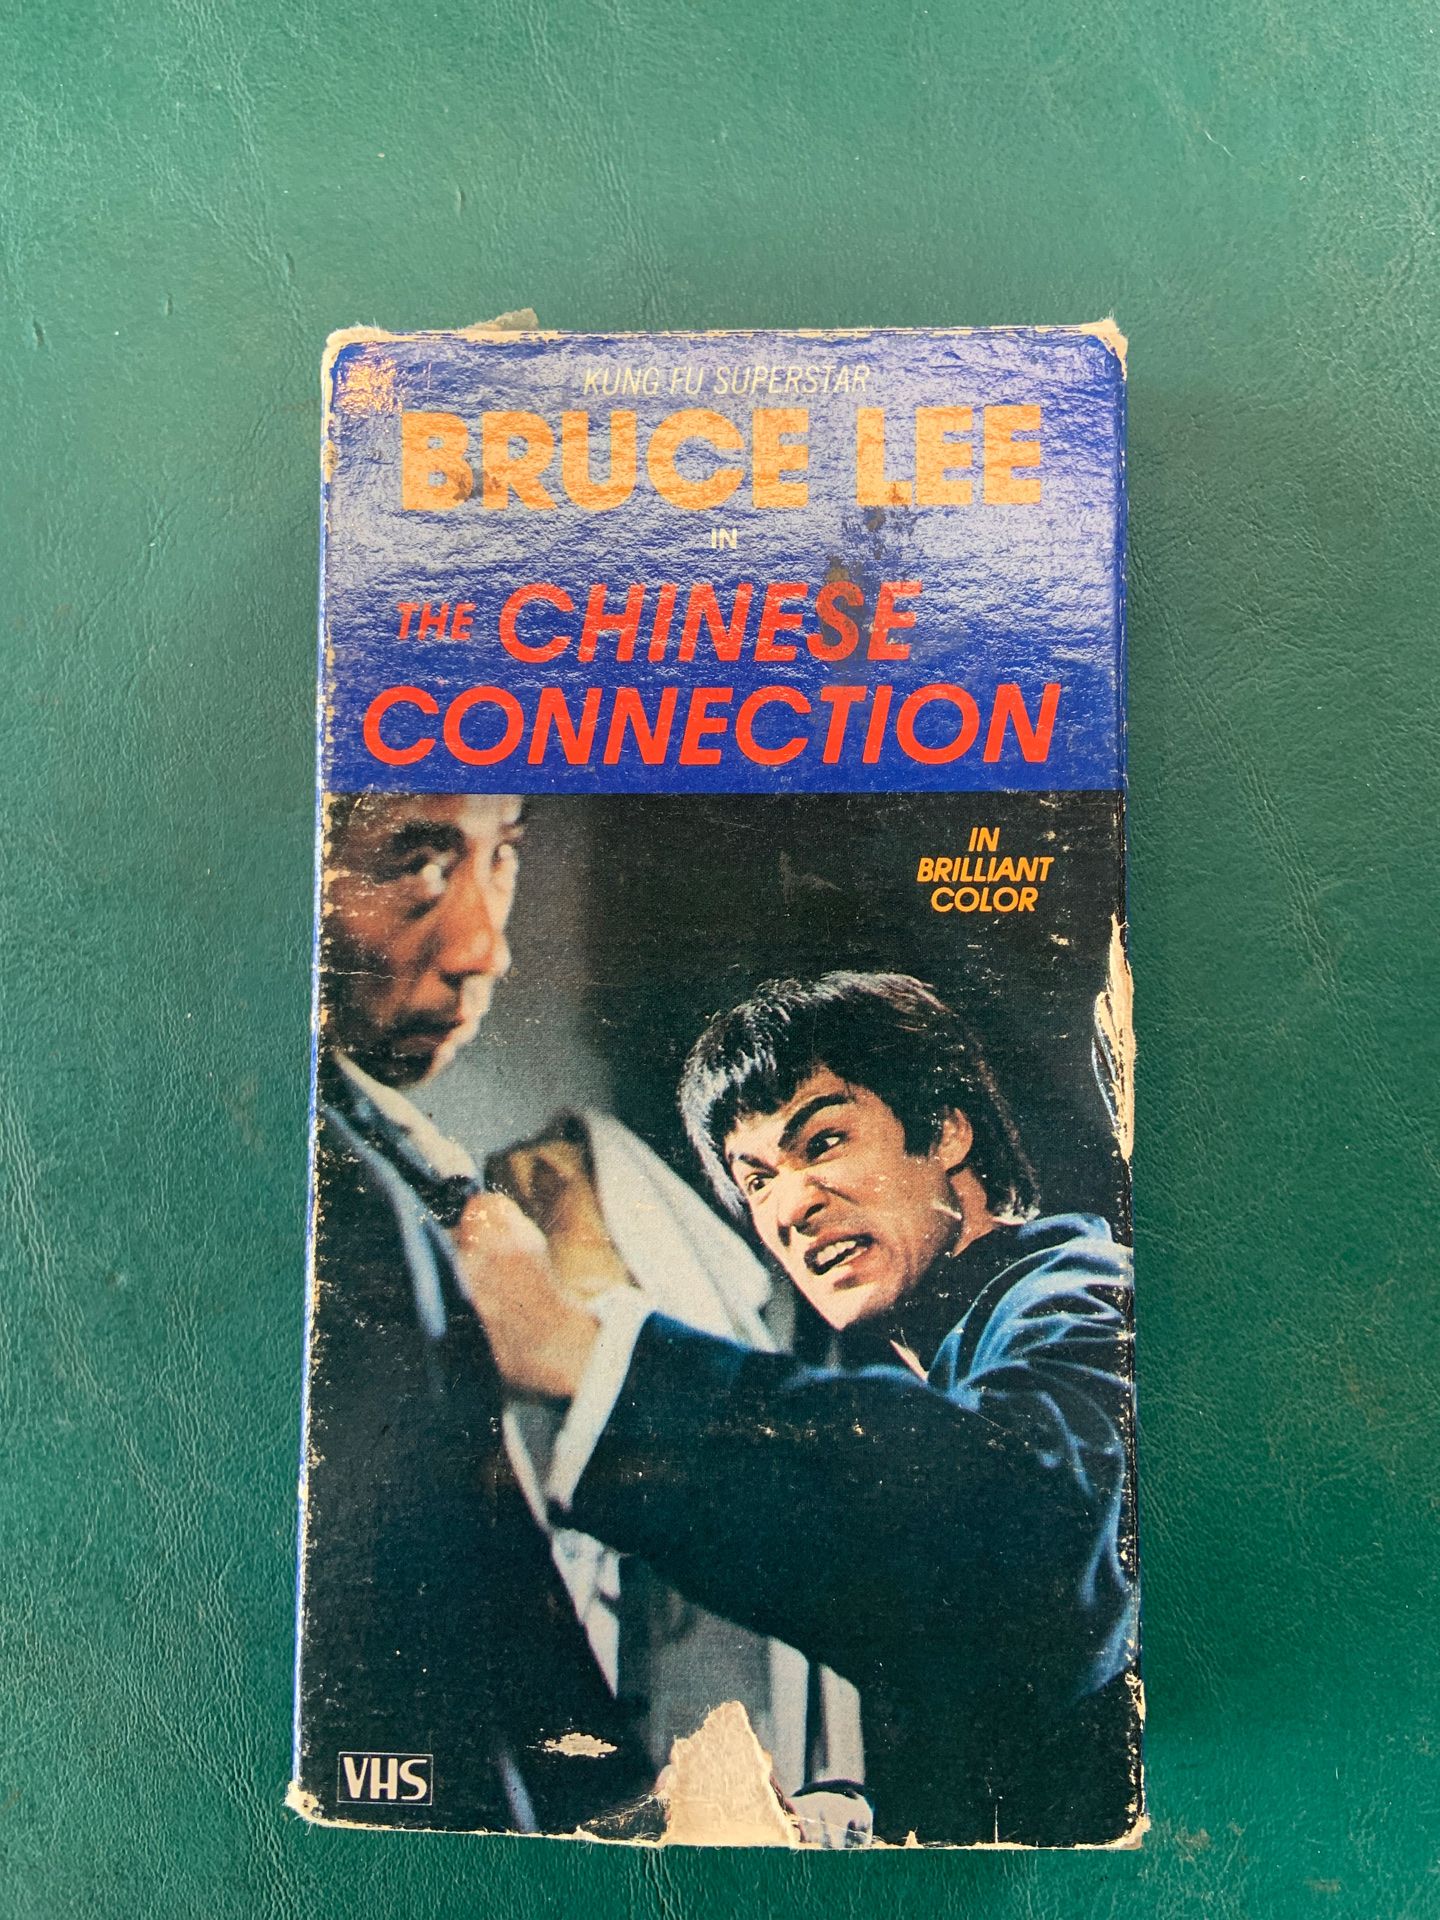 KUNG FU SUPERSTAR
BRUCE LEE
IN
THE CHINESE
CONNECTION
IN
BRILLIANT
COLOR
VHS